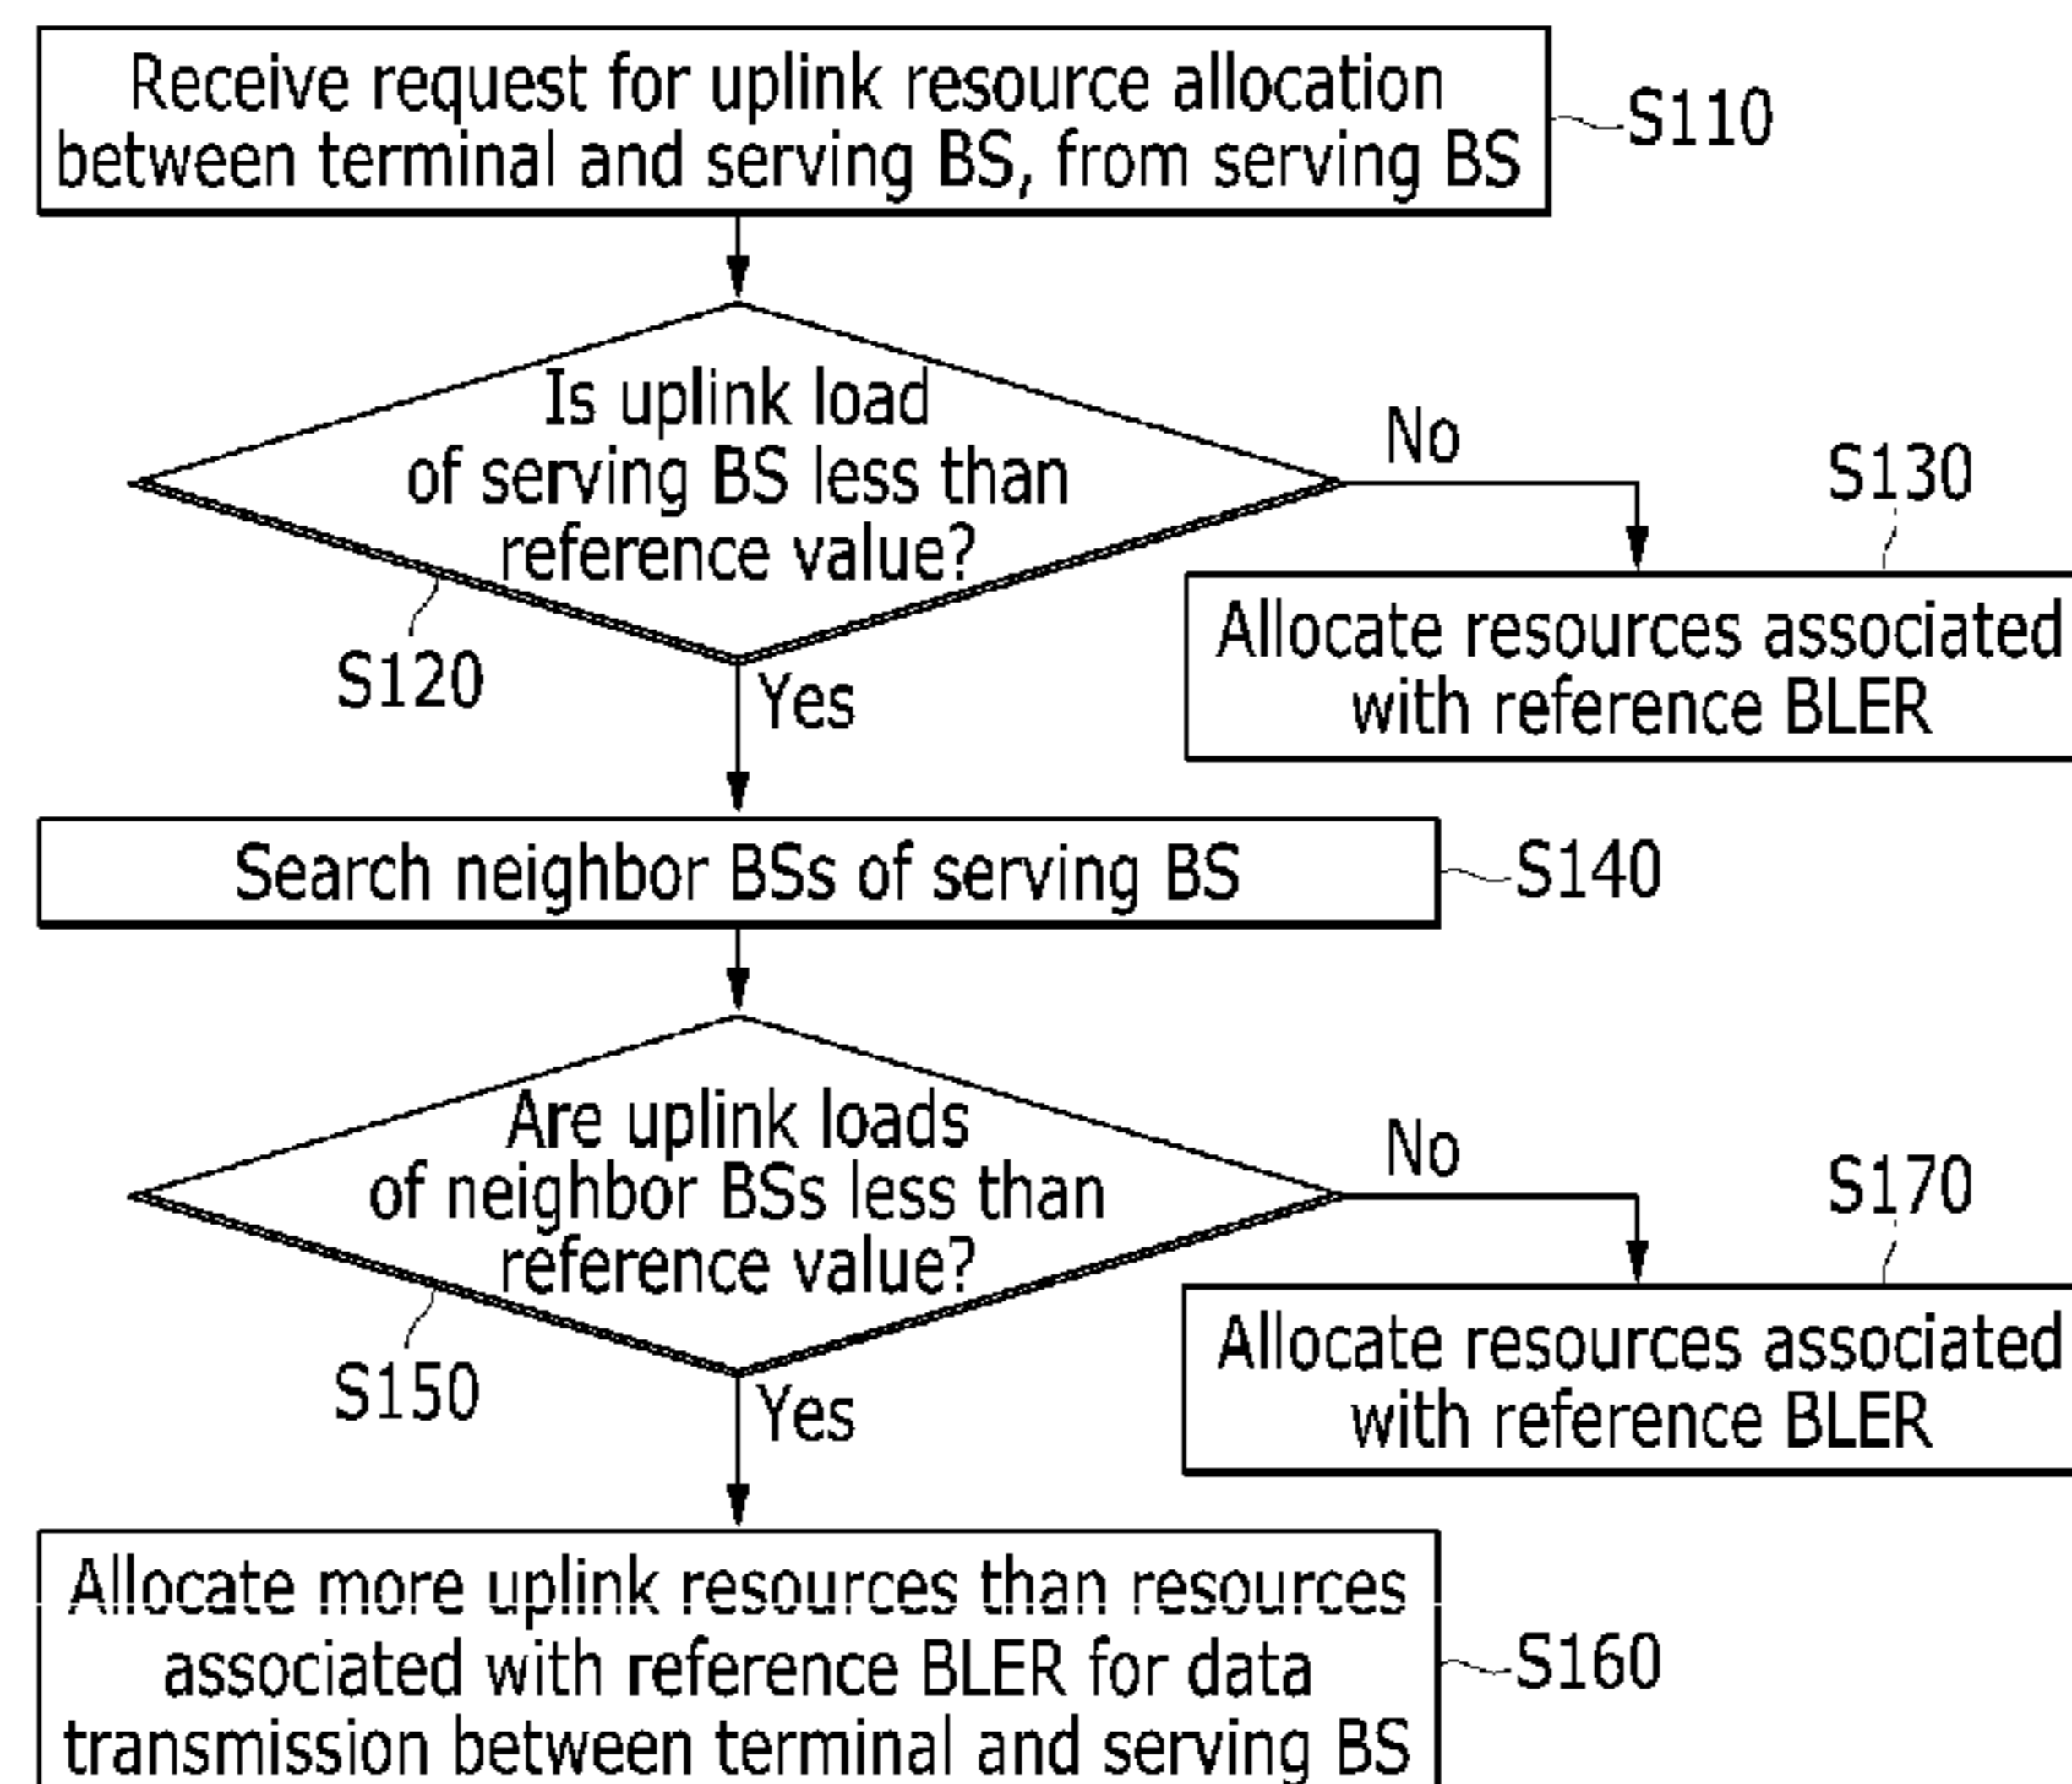 Receive request for uplink resource allocation
between terminal and serving BS, from serving BS
S110
Is uplink load
of serving BS less than
reference value?
S120
No
S130
Allocate resources associated
with reference BLER
Yes
Search neighbor BSs of serving BS
S140
Are uplink loads
of neighbor BSs less than
reference value?
S150
No
S170
Allocate resources associated
with reference BLER
Yes
Allocate more uplink resources than resources
associated with reference BLER for data
transmission between terminal and serving BS
S160